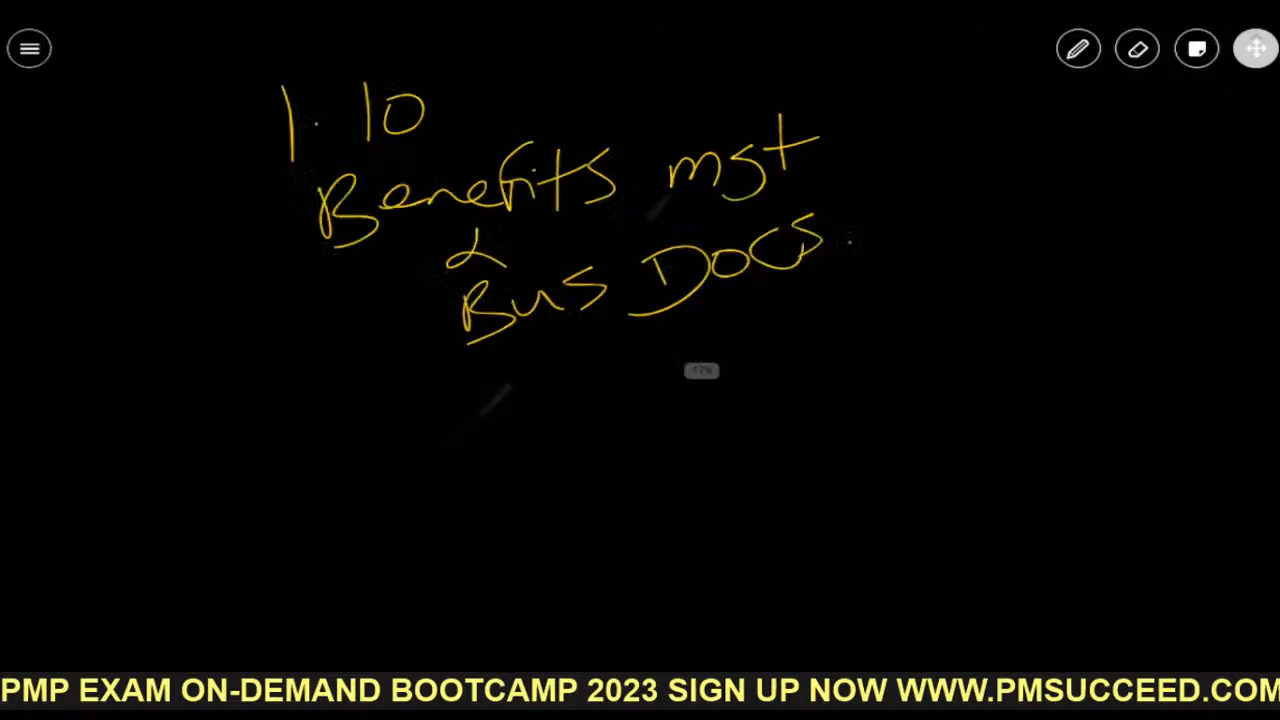 1.10
Benefits mgt
&
Bus Docs
PMP EXAM ON-DEMAND BOOTCAMP 2023 SIGN UP NOW WWW.PMSUCCEED.COM